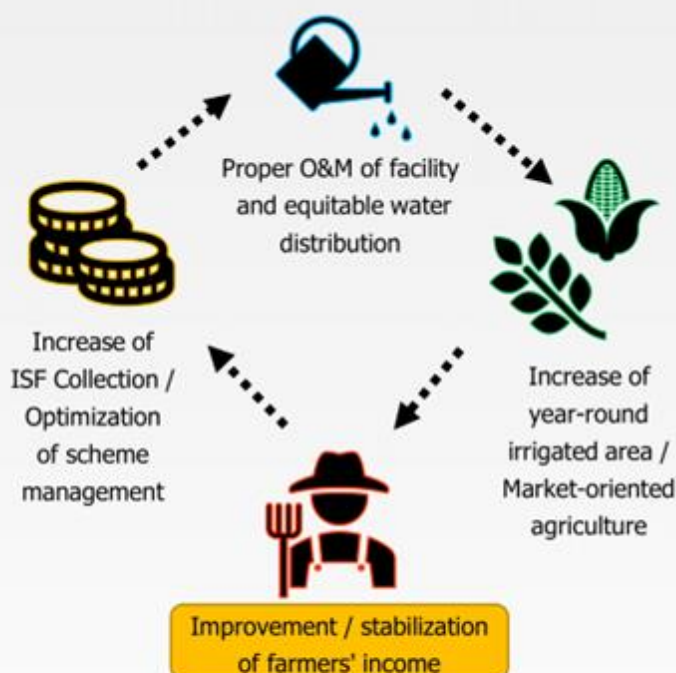 Proper O&M of facility
and equitable water
distribution
Increase of
year-round
irrigated area /
Market-oriented
agriculture
Improvement / stabilization
of farmers' income
Increase of
ISF Collection /
Optimization
of scheme
management